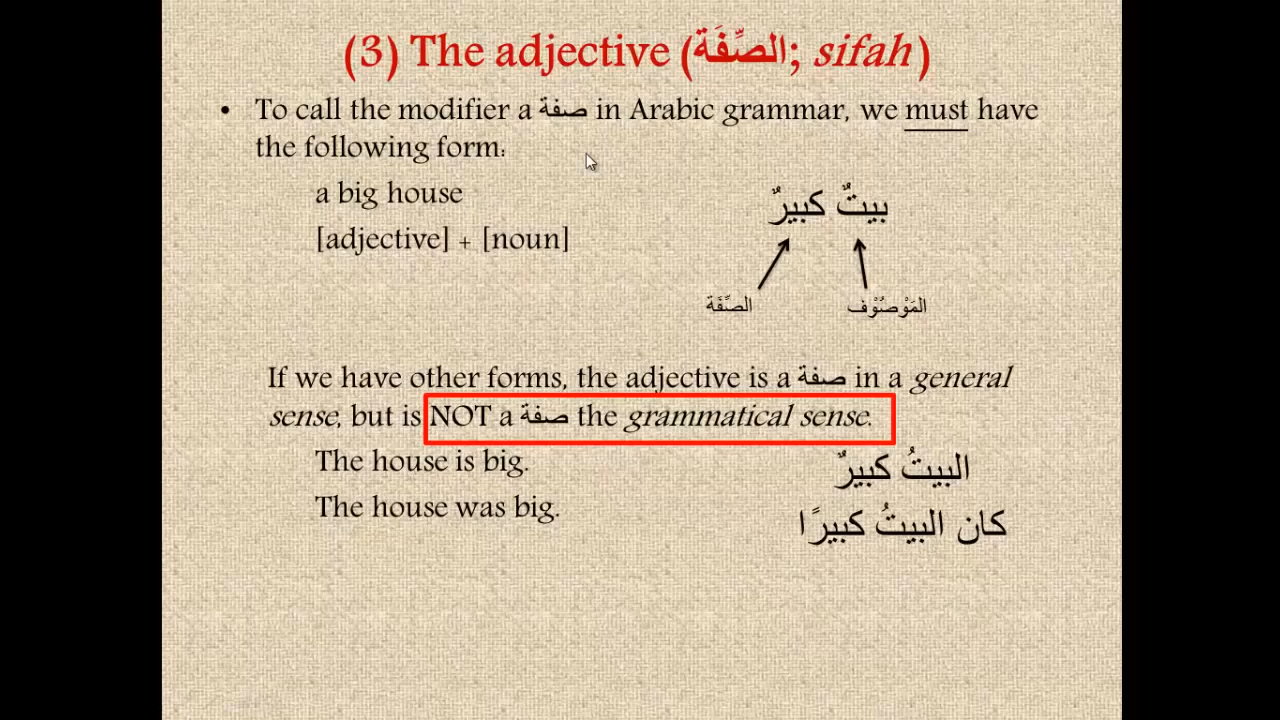 (3) The adjective (الصِّفَة; sifah)
• To call the modifier a صفة in Arabic grammar, we must have
the following form:
a big house
[adjective] + [noun]
بيتٌ كبيرٌ
الصِّفَة المَوْصُوْف
If we have other forms, the adjective is a صفة in a general
sense, but is NOT a صفة the grammatical sense.
The house is big.
البيتُ كبيرٌ
The house was big.
كان البيتُ كبيرًا